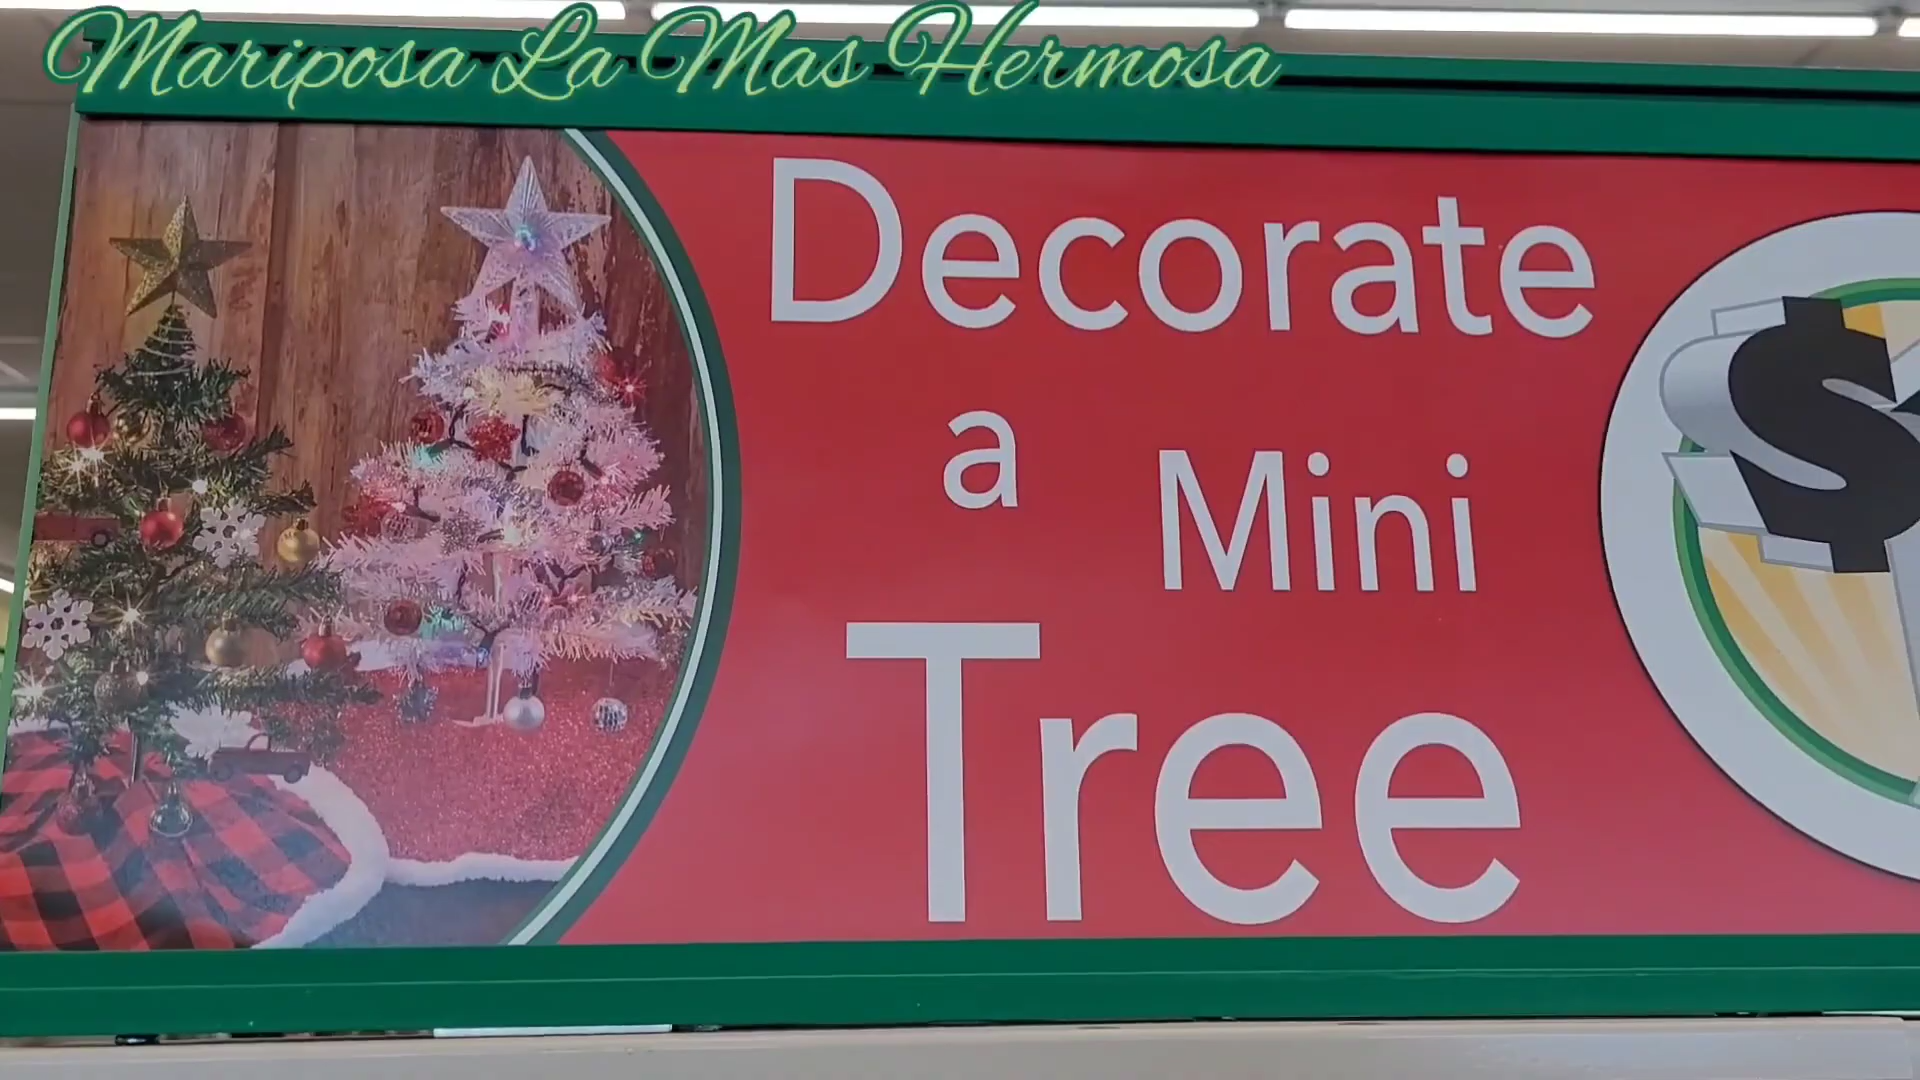 Mariposa La Mas Hermosa
Decorate
a Mini
Tree
$